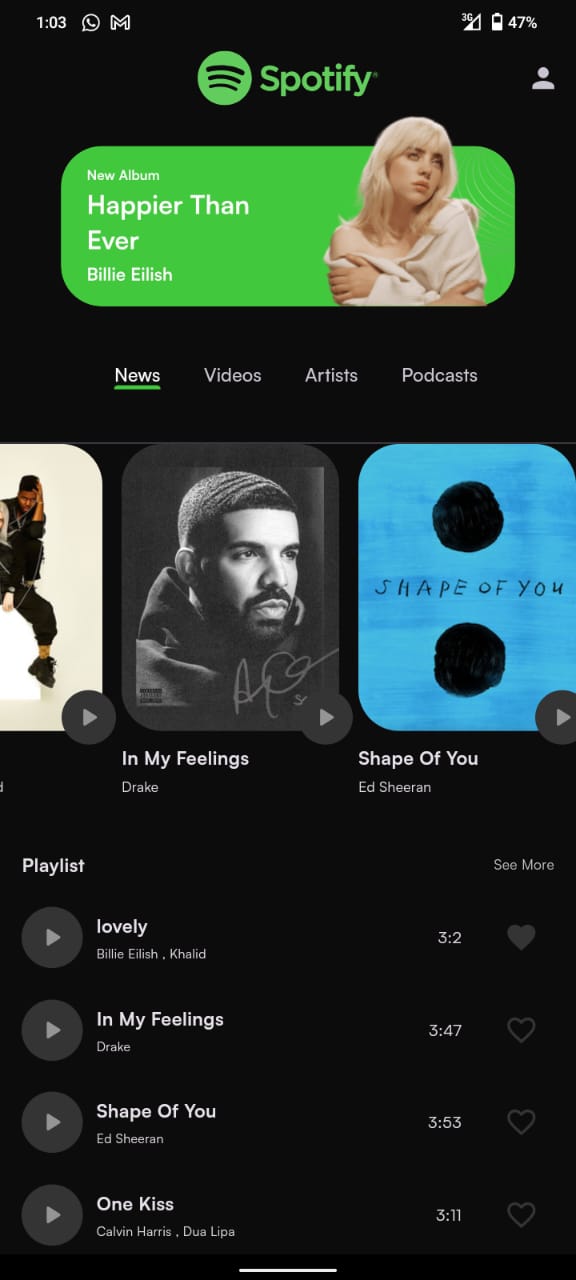 1:03
3G 47%
Spotify
New Album
Happier Than
Ever
Billie Eilish
News Videos Artists Podcasts
SHAPE OF YOU
In My Feelings Shape Of You
d Drake Ed Sheeran
Playlist See More
lovely
3:2
Billie Eilish , Khalid
In My Feelings
3:47
Drake
Shape Of You
3:53
Ed Sheeran
One Kiss
3:11
Calvin Harris , Dua Lipa